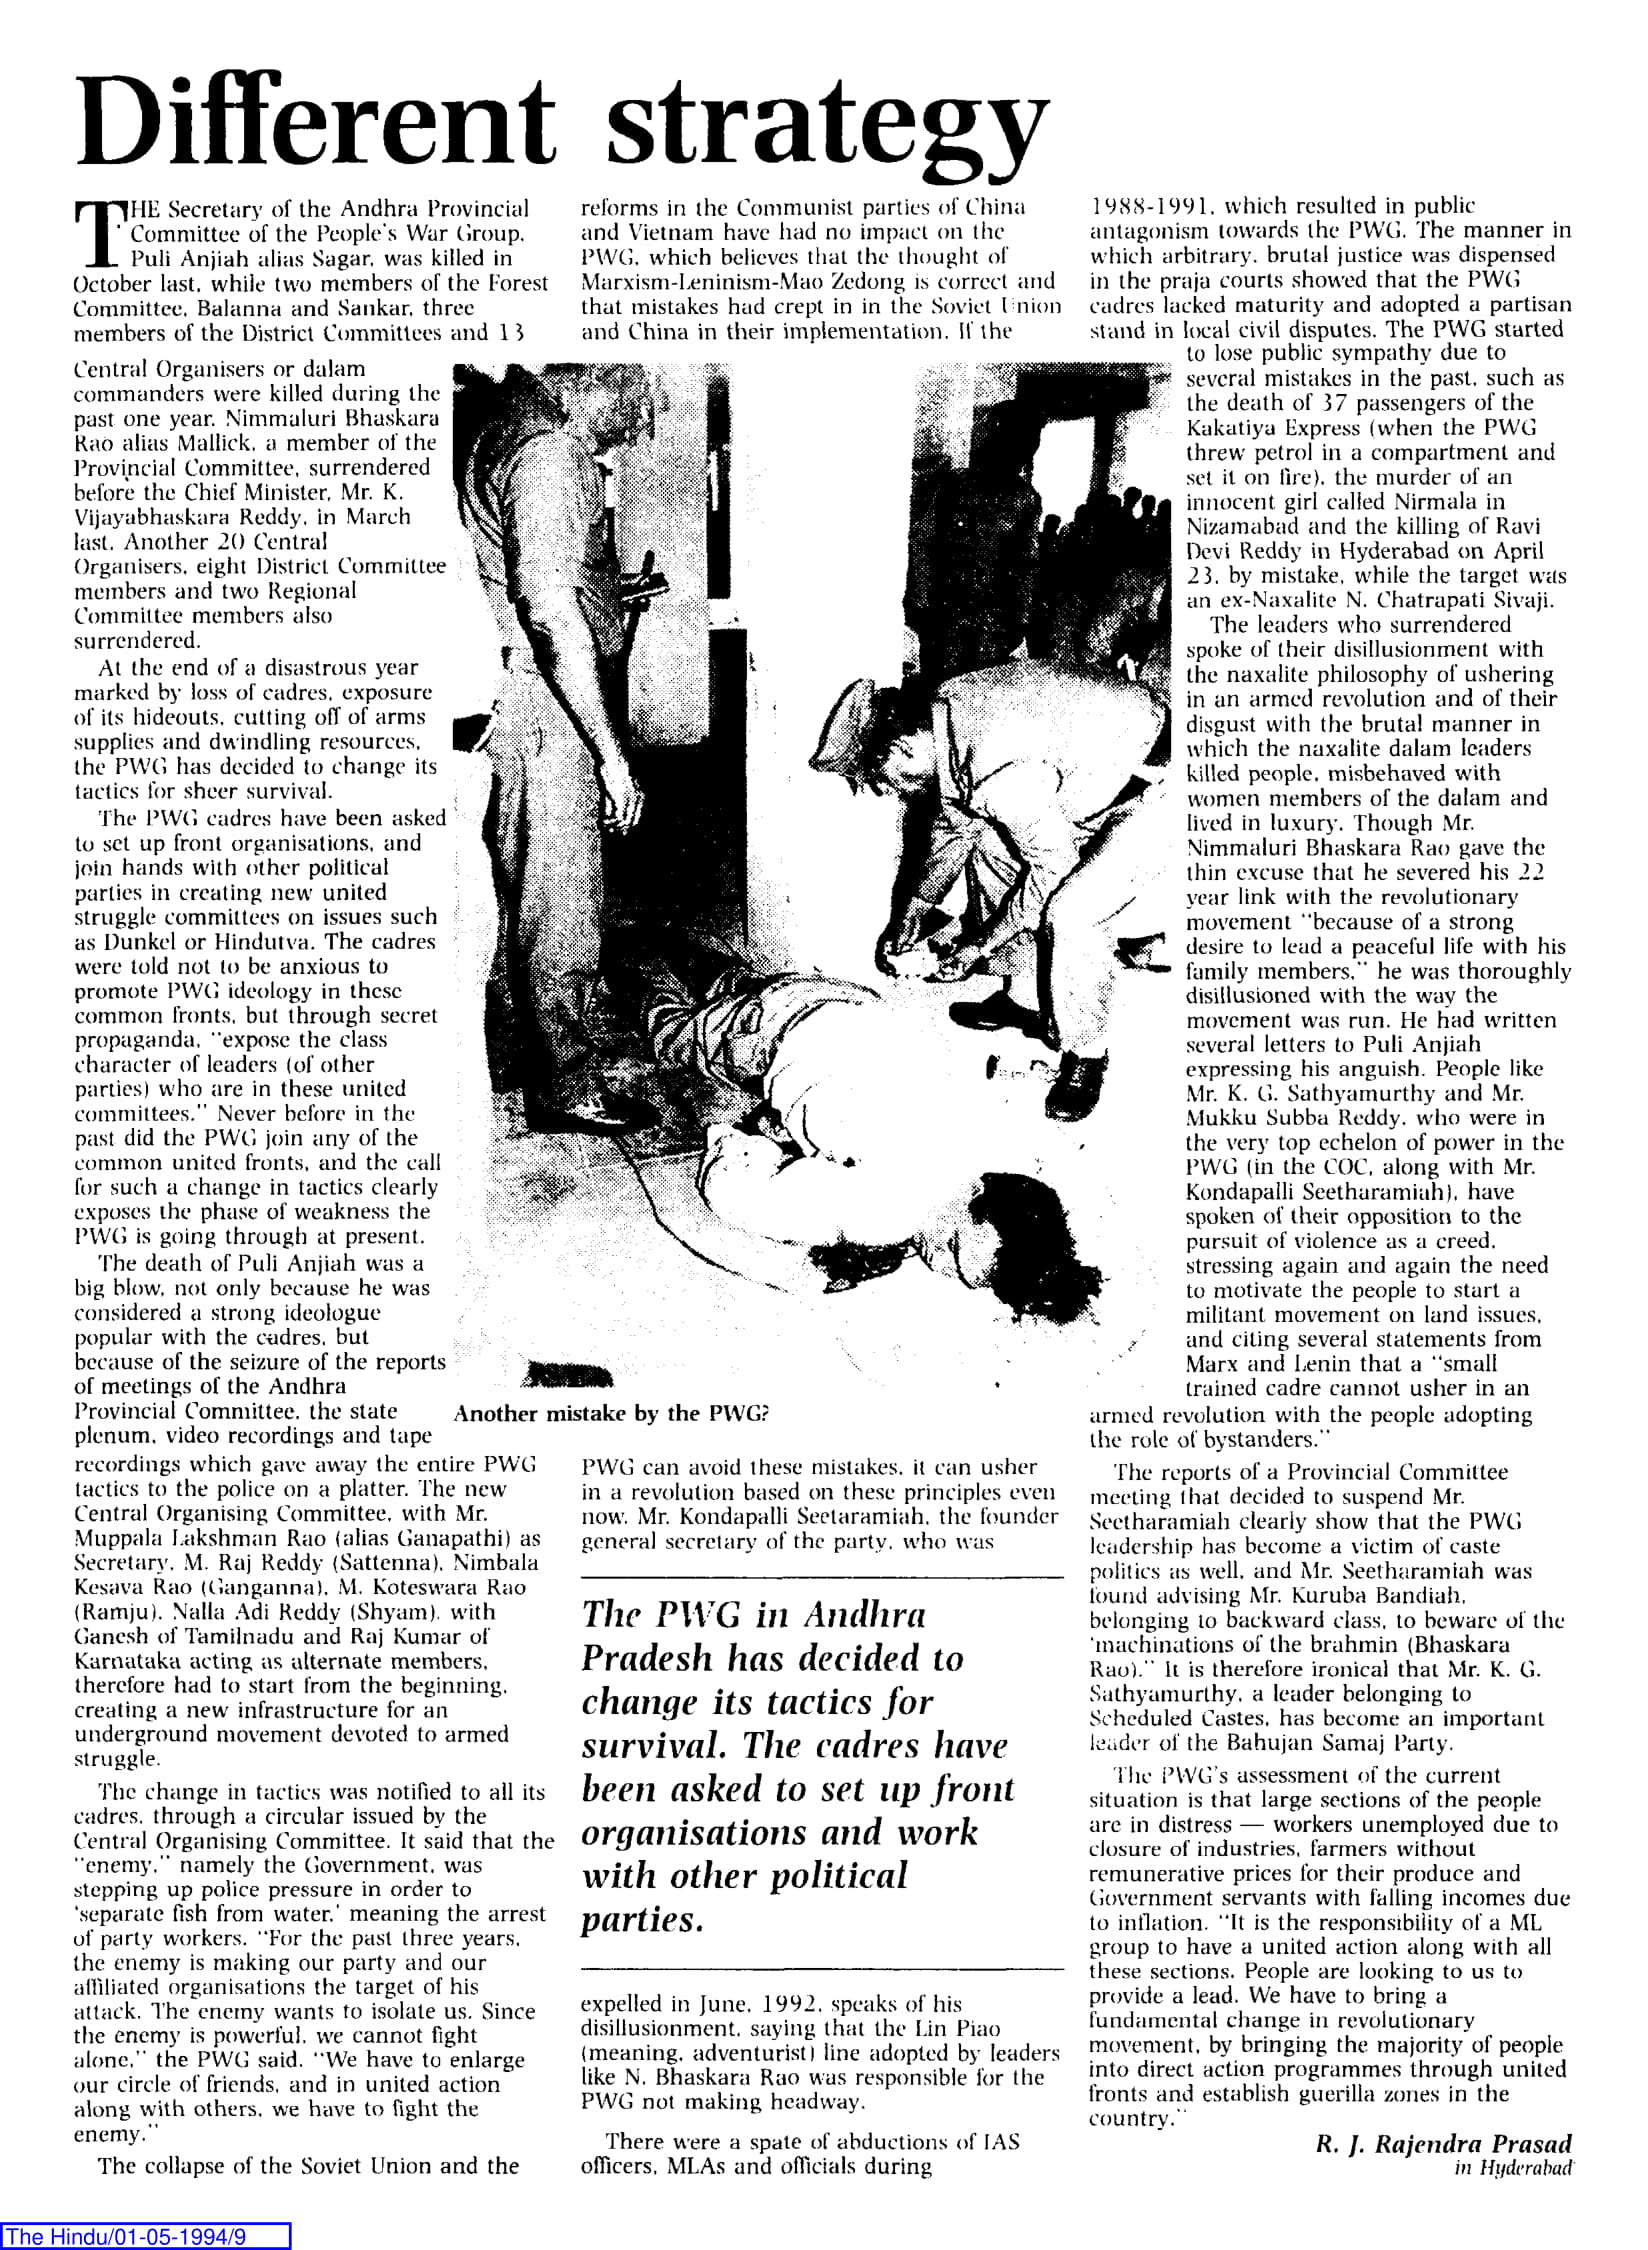 Different strategy
THE Secretary of the Andhra Provincial
Committee of the People's War Group,
Puli Anjiah alias Sagar, was killed in
October last, while two members of the Forest
Committee, Balanna and Sankar, three
members of the District Committees and 13
Central Organisers or dalam
commanders were killed during the
past one year. Nimmaluri Bhaskara
Rao alias Mallick, a member of the
Provincial Committee, surrendered
before the Chief Minister, Mr. K.
Vijayabhaskara Reddy, in March
last. Another 20 Central
Organisers, eight District Committee
members and two Regional
Committee members also
surrendered.
At the end of a disastrous year
marked by loss of cadres, exposure
of its hideouts, cutting off of arms
supplies and dwindling resources,
the PWG has decided to change its
tactics for sheer survival.
The PWG cadres have been asked
to set up front organisations, and
join hands with other political
parties in creating new united
struggle committees on issues such
as Dunkel or Hindutva. The cadres
were told not to be anxious to
promote PWG ideology in these
common fronts, but through secret
propaganda, "expose the class
character of leaders (of other
parties) who are in these united
committees." Never before in the
past did the PWG join any of the
common united fronts, and the call
for such a change in tactics clearly
exposes the phase of weakness the
PWG is going through at present.
The death of Puli Anjiah was a
big blow, not only because he was
considered a strong ideologue
popular with the cadres, but
because of the seizure of the reports
of meetings of the Andhra
Provincial Committee, the state
plenum, video recordings and tape
recordings which gave away the entire PWG
tactics to the police on a platter. The new
Central Organising Committee, with Mr.
Muppala Lakshman Rao (alias Ganapathi) as
Secretary, M. Raj Reddy (Sattenna), Nimbala
Kesava Rao (Ganganna), M. Koteswara Rao
(Ramju), Nalla Adi Reddy (Shyam), with
Ganesh of Tamilnadu and Raj Kumar of
Karnataka acting as alternate members,
therefore had to start from the beginning,
creating a new infrastructure for an
underground movement devoted to armed
struggle.
The change in tactics was notified to all its
cadres, through a circular issued by the
Central Organising Committee. It said that the
"enemy," namely the Government, was
stepping up police pressure in order to
'separate fish from water,' meaning the arrest
of party workers. "For the past three years,
the enemy is making our party and our
affiliated organisations the target of his
attack. The enemy wants to isolate us. Since
the enemy is powerful, we cannot fight
alone," the PWG said. "We have to enlarge
our circle of friends, and in united action
along with others, we have to fight the
enemy."
The collapse of the Soviet Union and the
reforms in the Communist parties of China
and Vietnam have had no impact on the
PWG, which believes that the thought of
Marxism-Leninism-Mao Zedong is correct and
that mistakes had crept in in the Soviet Union
and China in their implementation. If the
Another mistake by the PWG?
PWG can avoid these mistakes, it can usher
in a revolution based on these principles even
now. Mr. Kondapalli Seetaramiah, the founder
general secretary of the party, who was
The PWG in Andhra
Pradesh has decided to
change its tactics for
survival. The cadres have
been asked to set up front
organisations and work
with other political
parties.
expelled in June, 1992, speaks of his
disillusionment, saying that the Lin Piao
(meaning, adventurist) line adopted by leaders
like N. Bhaskara Rao was responsible for the
PWG not making headway.
There were a spate of abductions of IAS
officers, MLAs and officials during
1988-1991, which resulted in public
antagonism towards the PWG. The manner in
which arbitrary, brutal justice was dispensed
in the praja courts showed that the PWG
cadres lacked maturity and adopted a partisan
stand in local civil disputes. The PWG started
to lose public sympathy due to
several mistakes in the past, such as
the death of 37 passengers of the
Kakatiya Express (when the PWG
threw petrol in a compartment and
set it on fire), the murder of an
innocent girl called Nirmala in
Nizamabad and the killing of Ravi
Devi Reddy in Hyderabad on April
23, by mistake, while the target was
an ex-Naxalite N. Chatrapati Sivaji.
The leaders who surrendered
spoke of their disillusionment with
the naxalite philosophy of ushering
in an armed revolution and of their
disgust with the brutal manner in
which the naxalite dalam leaders
killed people, misbehaved with
women members of the dalam and
lived in luxury. Though Mr.
Nimmaluri Bhaskara Rao gave the
thin excuse that he severed his 22
year link with the revolutionary
movement "because of a strong
desire to lead a peaceful life with his
family members," he was thoroughly
disillusioned with the way the
movement was run. He had written
several letters to Puli Anjiah
expressing his anguish. People like
Mr. K. G. Sathyamurthy and Mr.
Mukku Subba Reddy, who were in
the very top echelon of power in the
PWG (in the COC, along with Mr.
Kondapalli Seetharamiah), have
spoken of their opposition to the
pursuit of violence as a creed,
stressing again and again the need
to motivate the people to start a
militant movement on land issues,
and citing several statements from
Marx and Lenin that a "small
trained cadre cannot usher in an
armed revolution with the people adopting
the role of bystanders."
The reports of a Provincial Committee
meeting that decided to suspend Mr.
Seetharamiah clearly show that the PWG
leadership has become a victim of caste
politics as well, and Mr. Seetharamiah was
found advising Mr. Kuruba Bandiah,
belonging to backward class, to beware of the
'machinations of the brahmin (Bhaskara
Rao)." It is therefore ironical that Mr. K. G.
Sathyamurthy, a leader belonging to
Scheduled Castes, has become an important
leader of the Bahujan Samaj Party.
The PWG's assessment of the current
situation is that large sections of the people
are in distress — workers unemployed due to
closure of industries, farmers without
remunerative prices for their produce and
Government servants with falling incomes due
to inflation. "It is the responsibility of a ML
group to have a united action along with all
these sections. People are looking to us to
provide a lead. We have to bring a
fundamental change in revolutionary
movement, by bringing the majority of people
into direct action programmes through united
fronts and establish guerilla zones in the
country."
R. J. Rajendra Prasad
in Hyderabad
The Hindu/01-05-1994/9